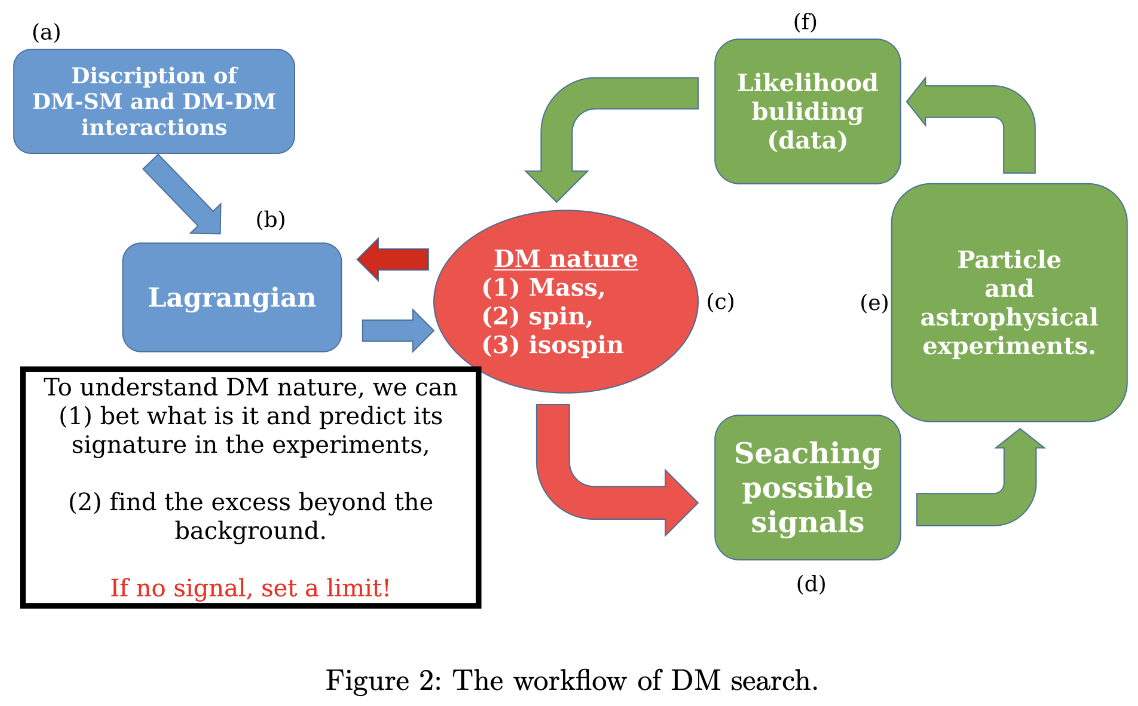 (a)
Discription of
DM-SM and DM-DM
interactions
(b)
Lagrangian
DM nature
(1) Mass,
(2) spin,
(3) isospin
(c)
To understand DM nature, we can
(1) bet what is it and predict its
signature in the experiments,
(2) find the excess beyond the
background.
If no signal, set a limit!
Seaching
possible
signals
(d)
(e)
Particle
and
astrophysical
experiments.
(f)
Likelihood
buliding
(data)
Figure 2: The workflow of DM search.